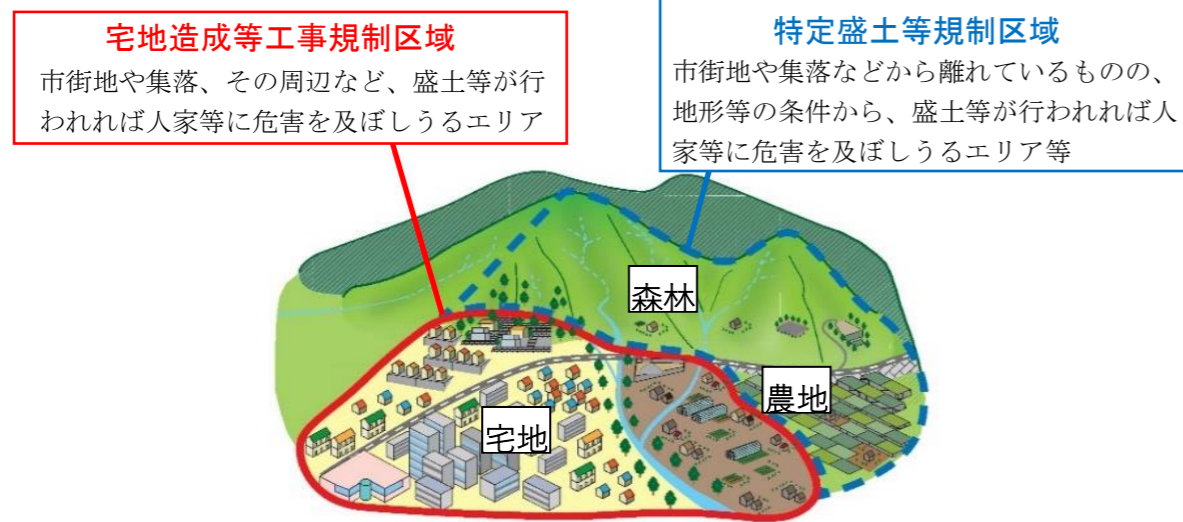 宅地造成等工事規制区域
市街地や集落、その周辺など、盛土等が行
われれば人家等に危害を及ぼしうるエリア
特定盛土等規制区域
市街地や集落などから離れているものの、
地形等の条件から、盛土等が行われれば人
家等に危害を及ぼしうるエリア等
森林
農地
宅地